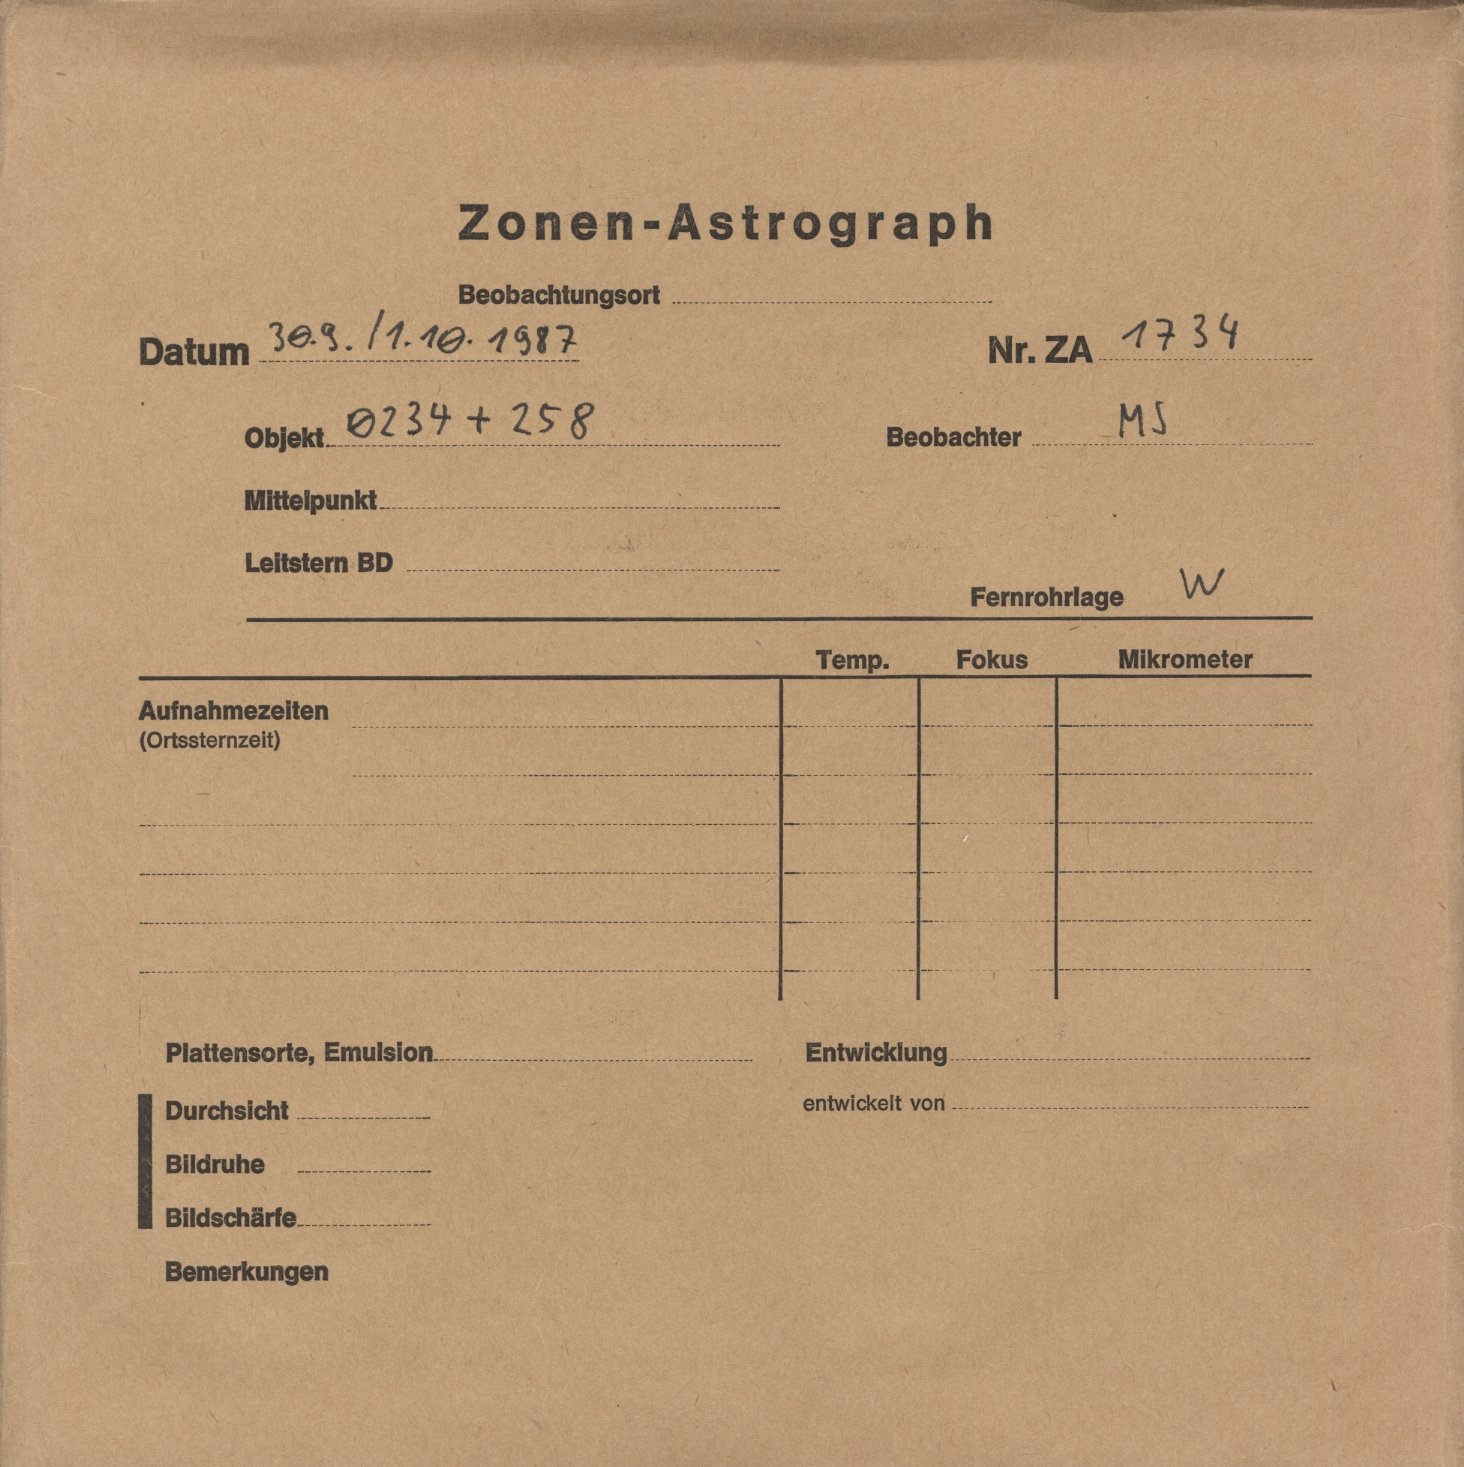 Zonen-Astrograph
Beobachtungsort
Datum 30.9./1.10.1987 Nr. ZA 1734
Objekt 0234+258 Beobachter MS
Mittelpunkt
Leitstern BD
Fernrohrlage W
Temp. Fokus Mikrometer
Aufnahmezeiten
(Ortssternzeit)
Plattensorte, Emulsion Entwicklung
Durchsicht entwickelt von
Bildruhe
Bildschärfe
Bemerkungen